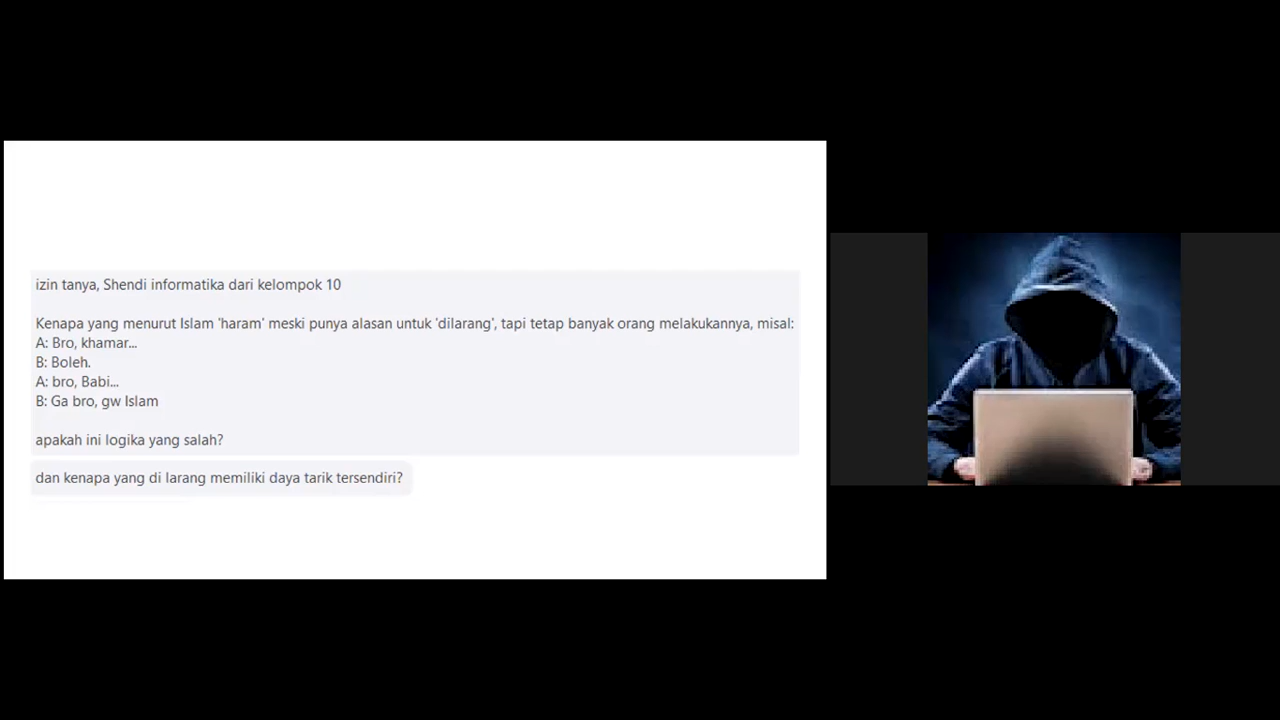 izin tanya, Shendi informatika dari kelompok 10
Kenapa yang menurut Islam 'haram' meski punya alasan untuk 'dilarang', tapi tetap banyak orang melakukannya, misal:
A: Bro, khamar...
B: Boleh.
A: bro, Babi...
B: Ga bro, gw Islam
apakah ini logika yang salah?
dan kenapa yang di larang memiliki daya tarik tersendiri?